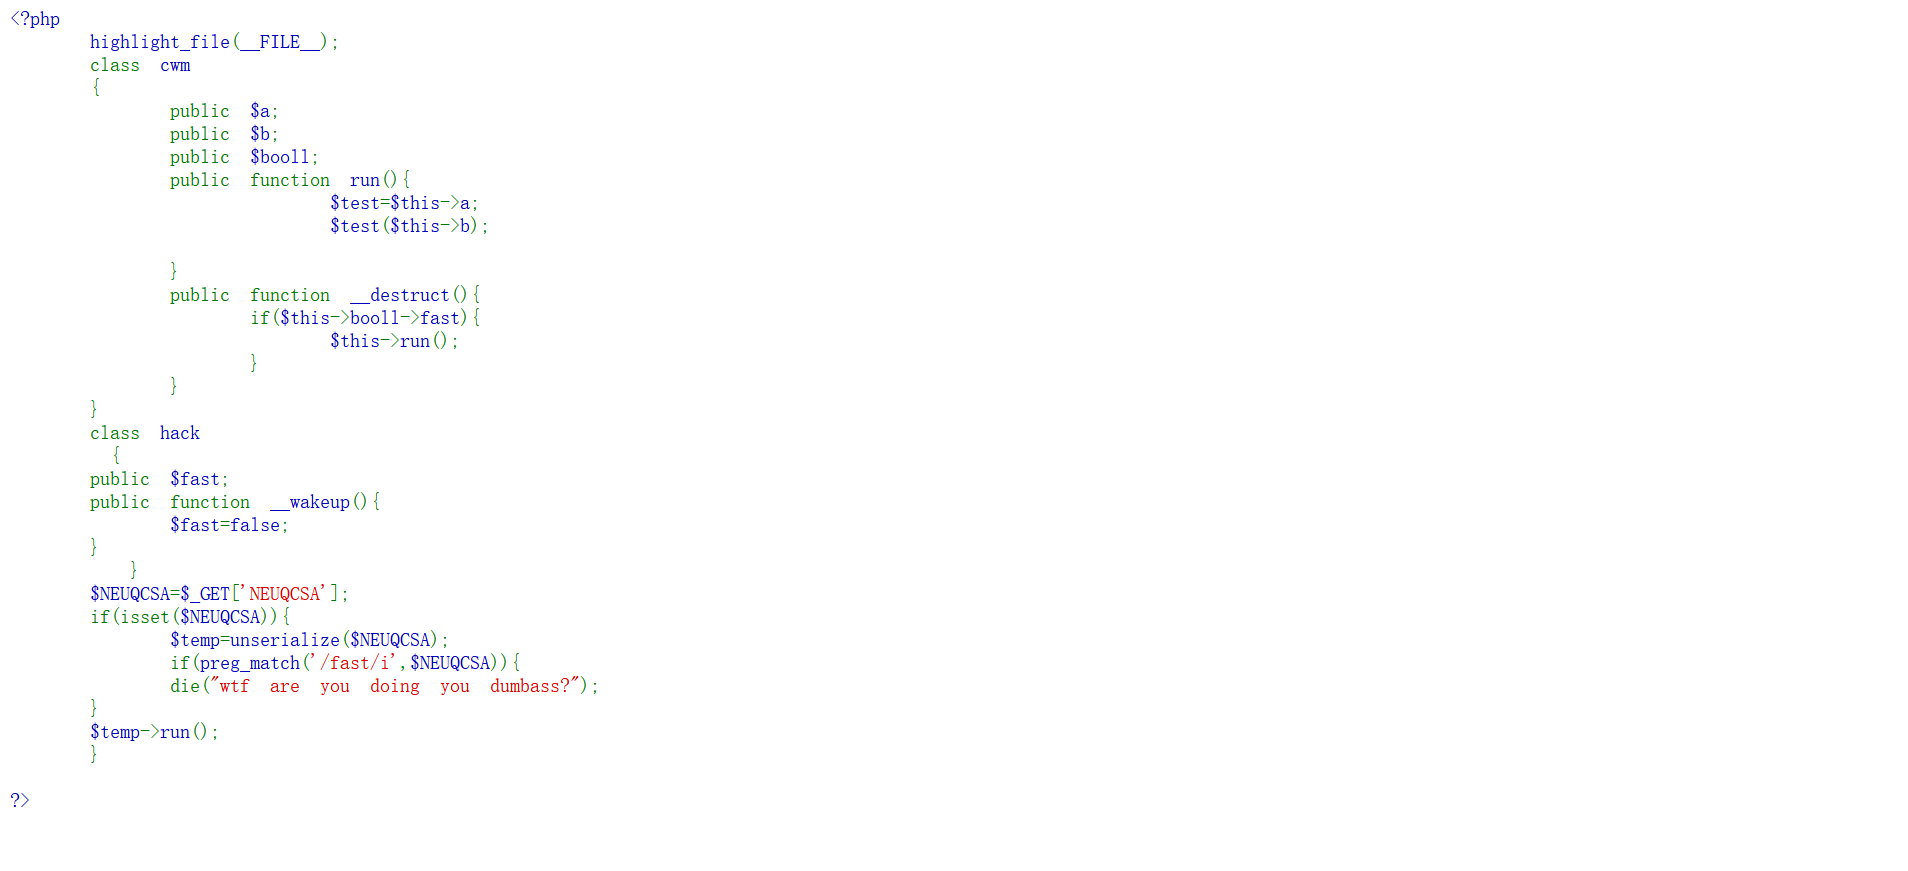 <?php
highlight_file(__FILE__);
class cwm
{
public $a;
public $b;
public $booll;
public function run(){
$test=$this->a;
$test($this->b);
}
public function __destruct(){
if($this->booll->fast){
$this->run();
}
}
}
class hack
{
public $fast;
public function __wakeup(){
$fast=false;
}
}
$NEUQCSA=$_GET['NEUQCSA'];
if(isset($NEUQCSA)){
$temp=unserialize($NEUQCSA);
if(preg_match('/fast/i',$NEUQCSA)){
die("wtf are you doing you dumbass?");
}
$temp->run();
}
?>